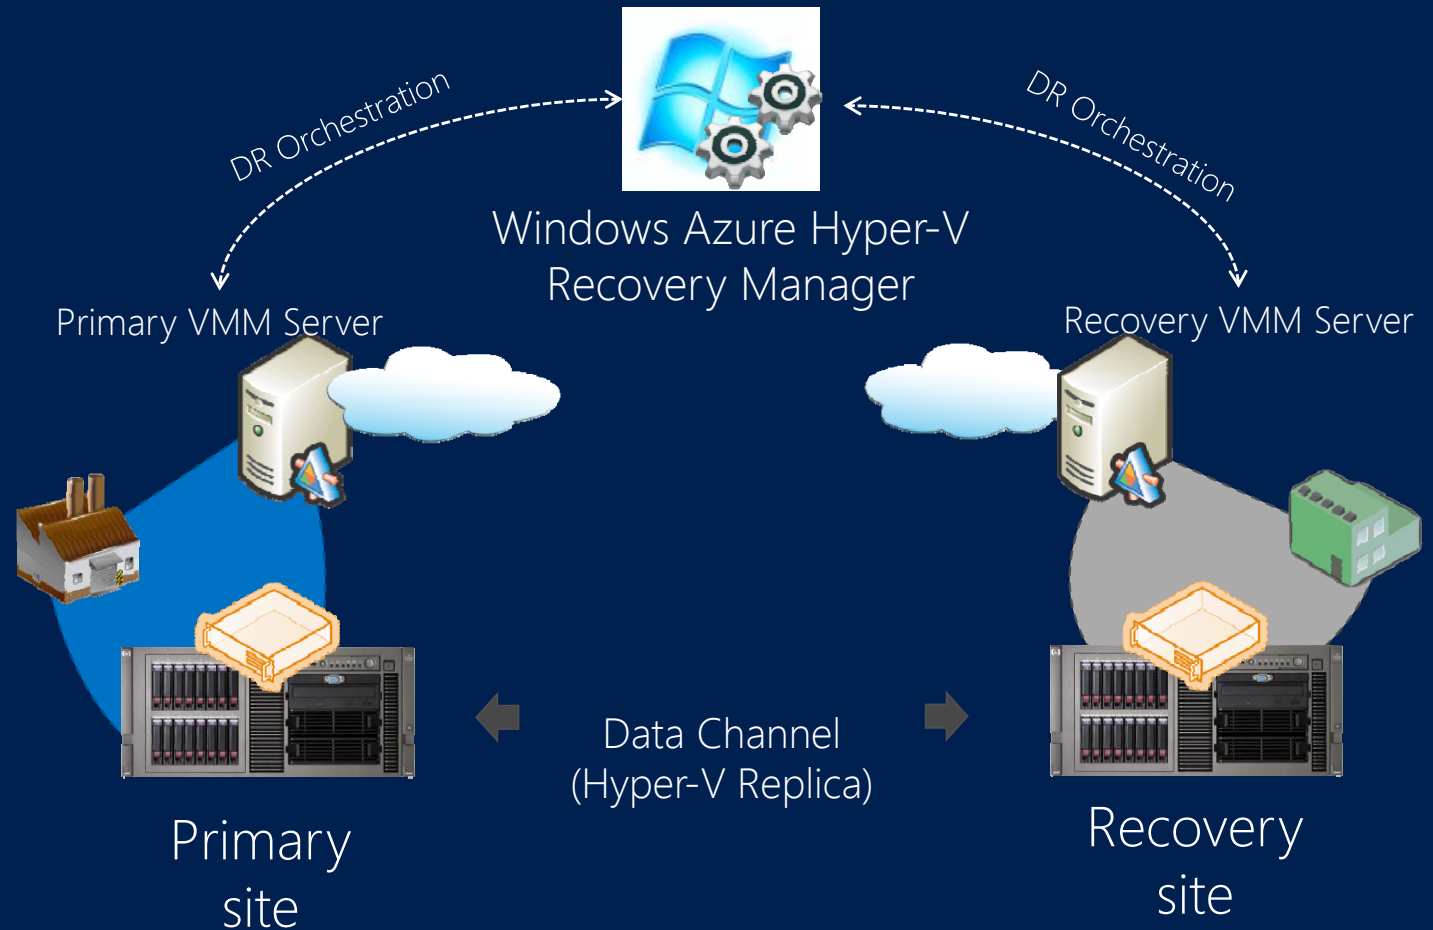 DR Orchestration
DR Orchestration
Windows Azure Hyper-V
Recovery Manager
Primary VMM Server
Recovery VMM Server
Data Channel
(Hyper-V Replica)
Primary
site
Recovery
site